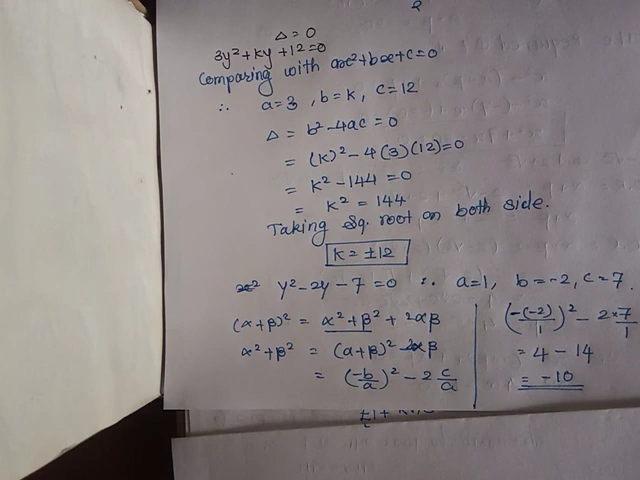 Δ = 0
3y² + ky + 12 = 0
Comparing with ax² + bx + c = 0
∴ a = 3 , b = k , c = 12
Δ = b² - 4ac = 0
= (k)² - 4 (3) (12) = 0
= k² - 144 = 0
= k² = 144
Taking Sq. root on both side.
k = ±12
y² - 2y - 7 = 0 ∴ a = 1, b = -2, c = 7.
(α + β)² = α² + β² + 2αβ
α² + β² = (α + β)² - 2αβ
= (-b/a)² - 2 c/a
(-(-2)/1)² - 2 × 7/1
= 4 - 14
= -10